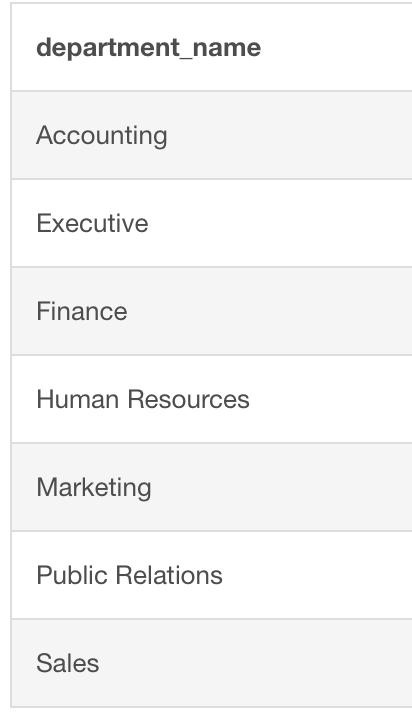 department_name
Accounting
Executive
Finance
Human Resources
Marketing
Public Relations
Sales